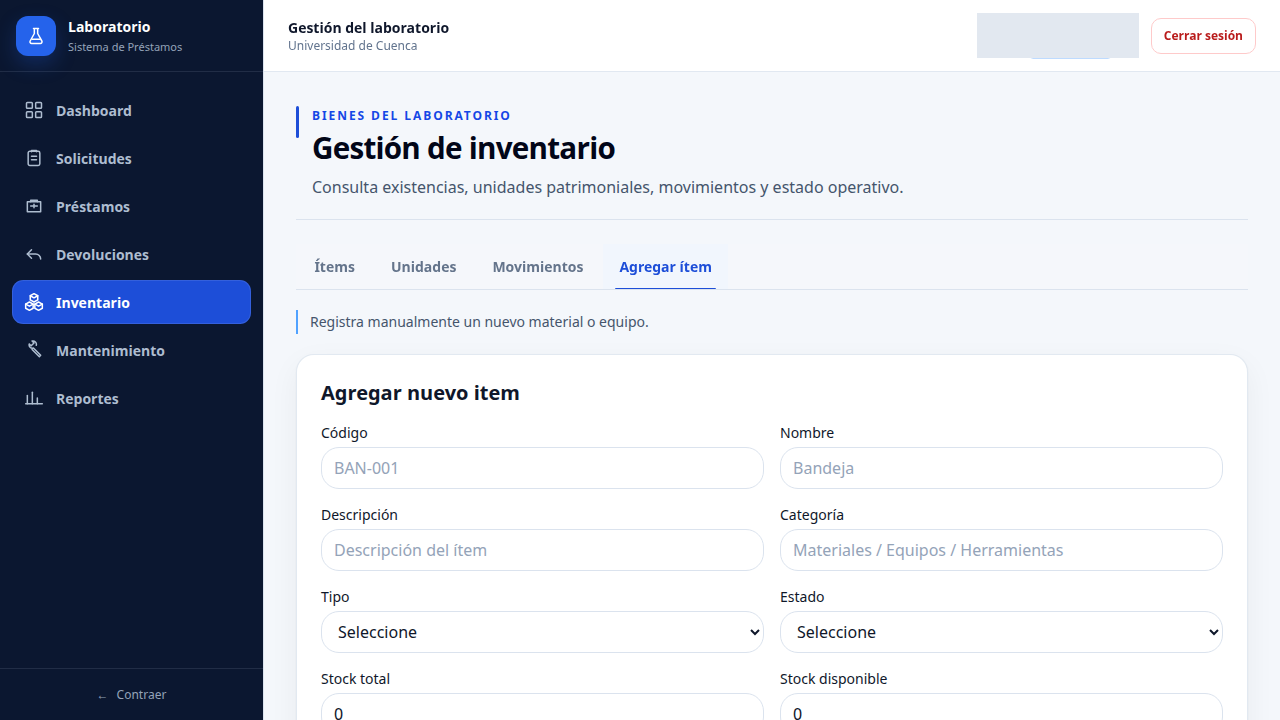 Laboratorio
Sistema de Préstamos
Dashboard
Solicitudes
Préstamos
Devoluciones
Inventario
Mantenimiento
Reportes
← Contraer
Gestión del laboratorio
Universidad de Cuenca
Cerrar sesión
BIENES DEL LABORATORIO
Gestión de inventario
Consulta existencias, unidades patrimoniales, movimientos y estado operativo.
Ítems Unidades Movimientos Agregar ítem
Registra manualmente un nuevo material o equipo.
Agregar nuevo item
Código Nombre
BAN-001 Bandeja
Descripción Categoría
Descripción del ítem Materiales / Equipos / Herramientas
Tipo Estado
Seleccione Seleccione
Stock total Stock disponible
0 0